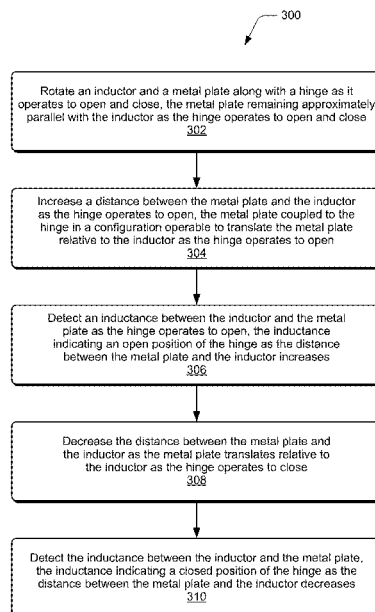 300
Rotate an inductor and a metal plate along with a hinge as it
operates to open and close, the metal plate remaining approximately
parallel with the inductor as the hinge operates to open and close
302
Increase a distance between the metal plate and the inductor
as the hinge operates to open, the metal plate coupled to the
hinge in a configuration operable to translate the metal plate
relative to the inductor as the hinge operates to open
304
Detect an inductance between the inductor and the metal
plate as the hinge operates to open, the inductance
indicating an open position of the hinge as the distance
between the metal plate and the inductor increases
306
Decrease the distance between the metal plate and
the inductor as the metal plate translates relative to
the inductor as the hinge operates to close
308
Detect the inductance between the inductor and the metal plate,
the inductance indicating a closed position of the hinge as the
distance between the metal plate and the inductor decreases
310